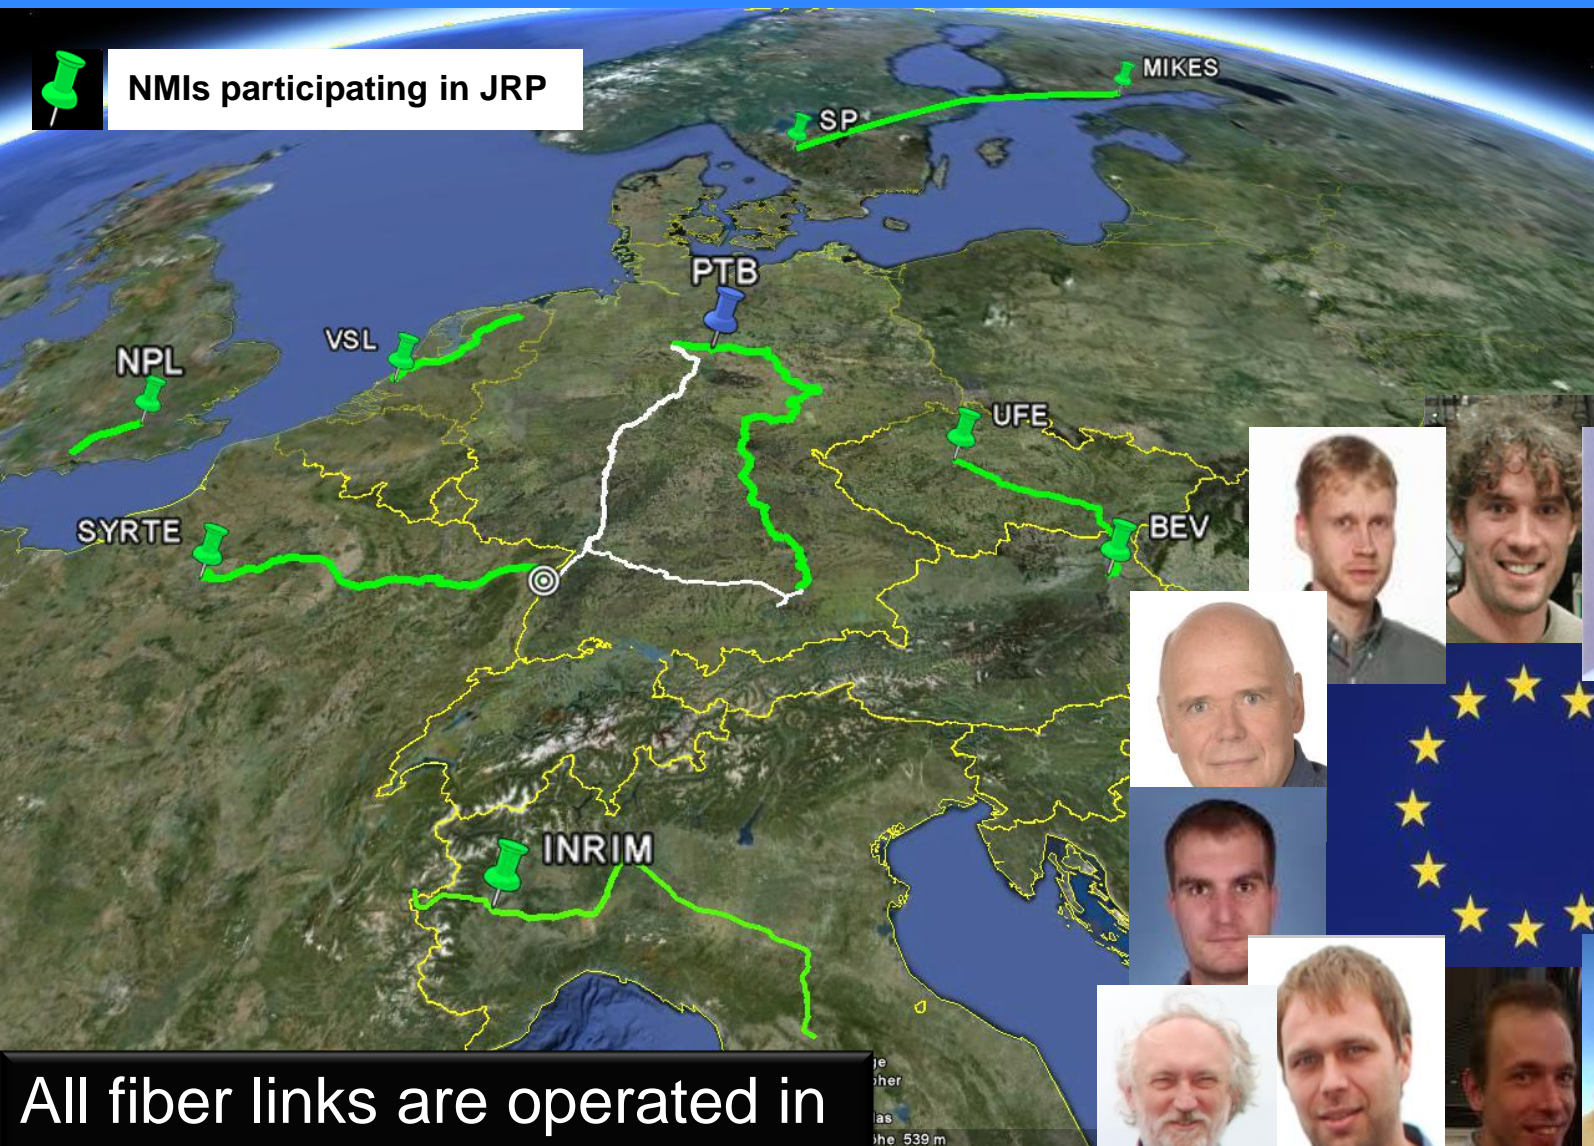 NMIs participating in JRP
MIKES
SP
PTB
VSL
NPL
UFE
SYRTE
BEV
INRIM
All fiber links are operated in
539 m